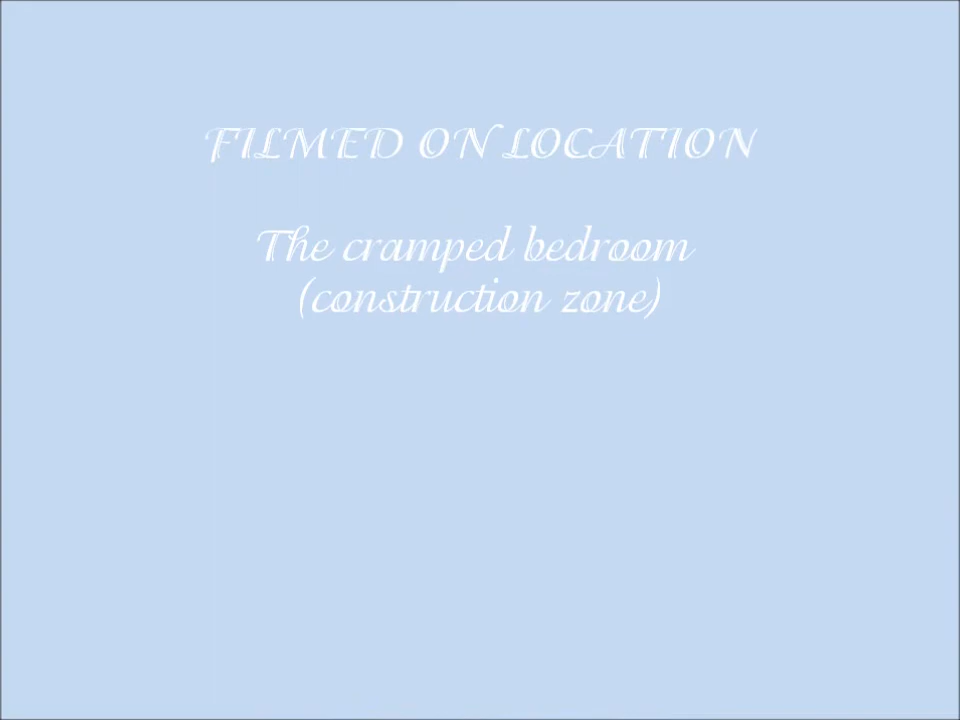 FILMED ON LOCATION
The cramped bedroom
(construction zone)